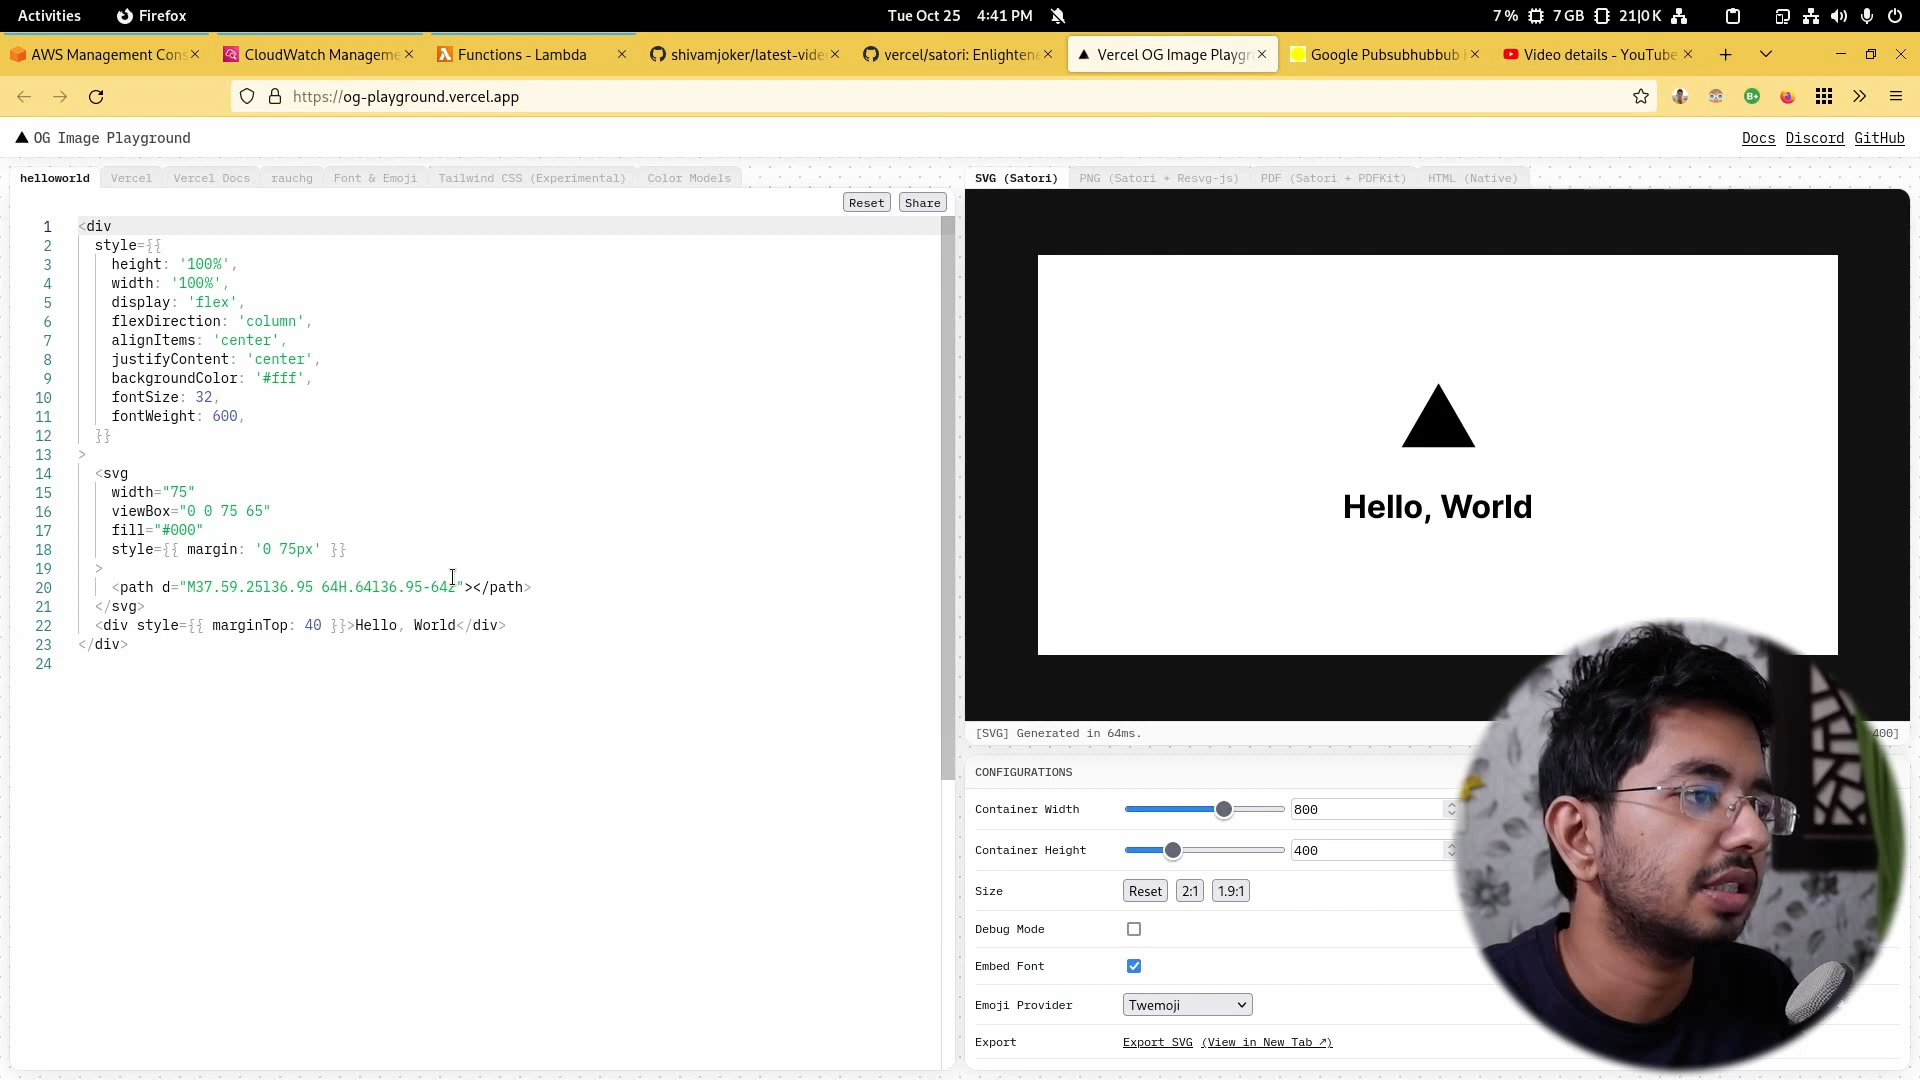 Activities Firefox Tue Oct 25 4:41 PM 7 % 7 GB 21|0 K
AWS Management Cons CloudWatch Manageme Functions - Lambda shivamjoker/latest-vide vercel/satori: Enlightene Vercel OG Image Playgr Google Pubsubhubbub Video details - YouTube
https://og-playground.vercel.app
OG Image Playground Docs Discord GitHub
helloworld Vercel Vercel Docs rauchg Font & Emoji Tailwind CSS (Experimental) Color Models
Reset Share
1 <div
2 style={{
3 height: '100%',
4 width: '100%',
5 display: 'flex',
6 flexDirection: 'column',
7 alignItems: 'center',
8 justifyContent: 'center',
9 backgroundColor: '#fff',
10 fontSize: 32,
11 fontWeight: 600,
12 }}
13 >
14 <svg
15 width="75"
16 viewBox="0 0 75 65"
17 fill="#000"
18 style={{ margin: '0 75px' }}
19 >
20 <path d="M37.59.25l36.95 64H.64l36.95-64z"></path>
21 </svg>
22 <div style={{ marginTop: 40 }}>Hello, World</div>
23 </div>
24
SVG (Satori) PNG (Satori + Resvg-js) PDF (Satori + PDFKit) HTML (Native)
Hello, World
[SVG] Generated in 64ms. 400]
CONFIGURATIONS
Container Width 800
Container Height 400
Size Reset 2:1 1.9:1
Debug Mode
Embed Font
Emoji Provider Twemoji
Export Export SVG (View in New Tab ↗)